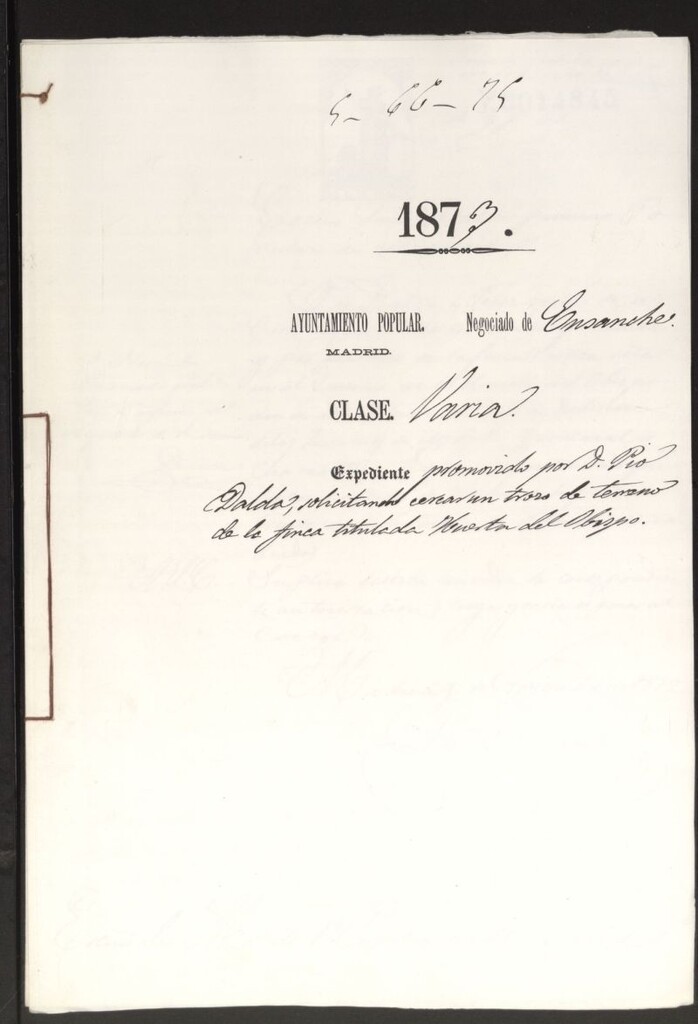 5-66-75
1873.
AYUNTAMIENTO POPULAR. Negociado de Ensanche.
MADRID.
CLASE. Varia.
Expediente promovido por D. Pio
Dalda, solicitando cercar un trozo de terreno
de la finca titulada Huerta del Obispo.